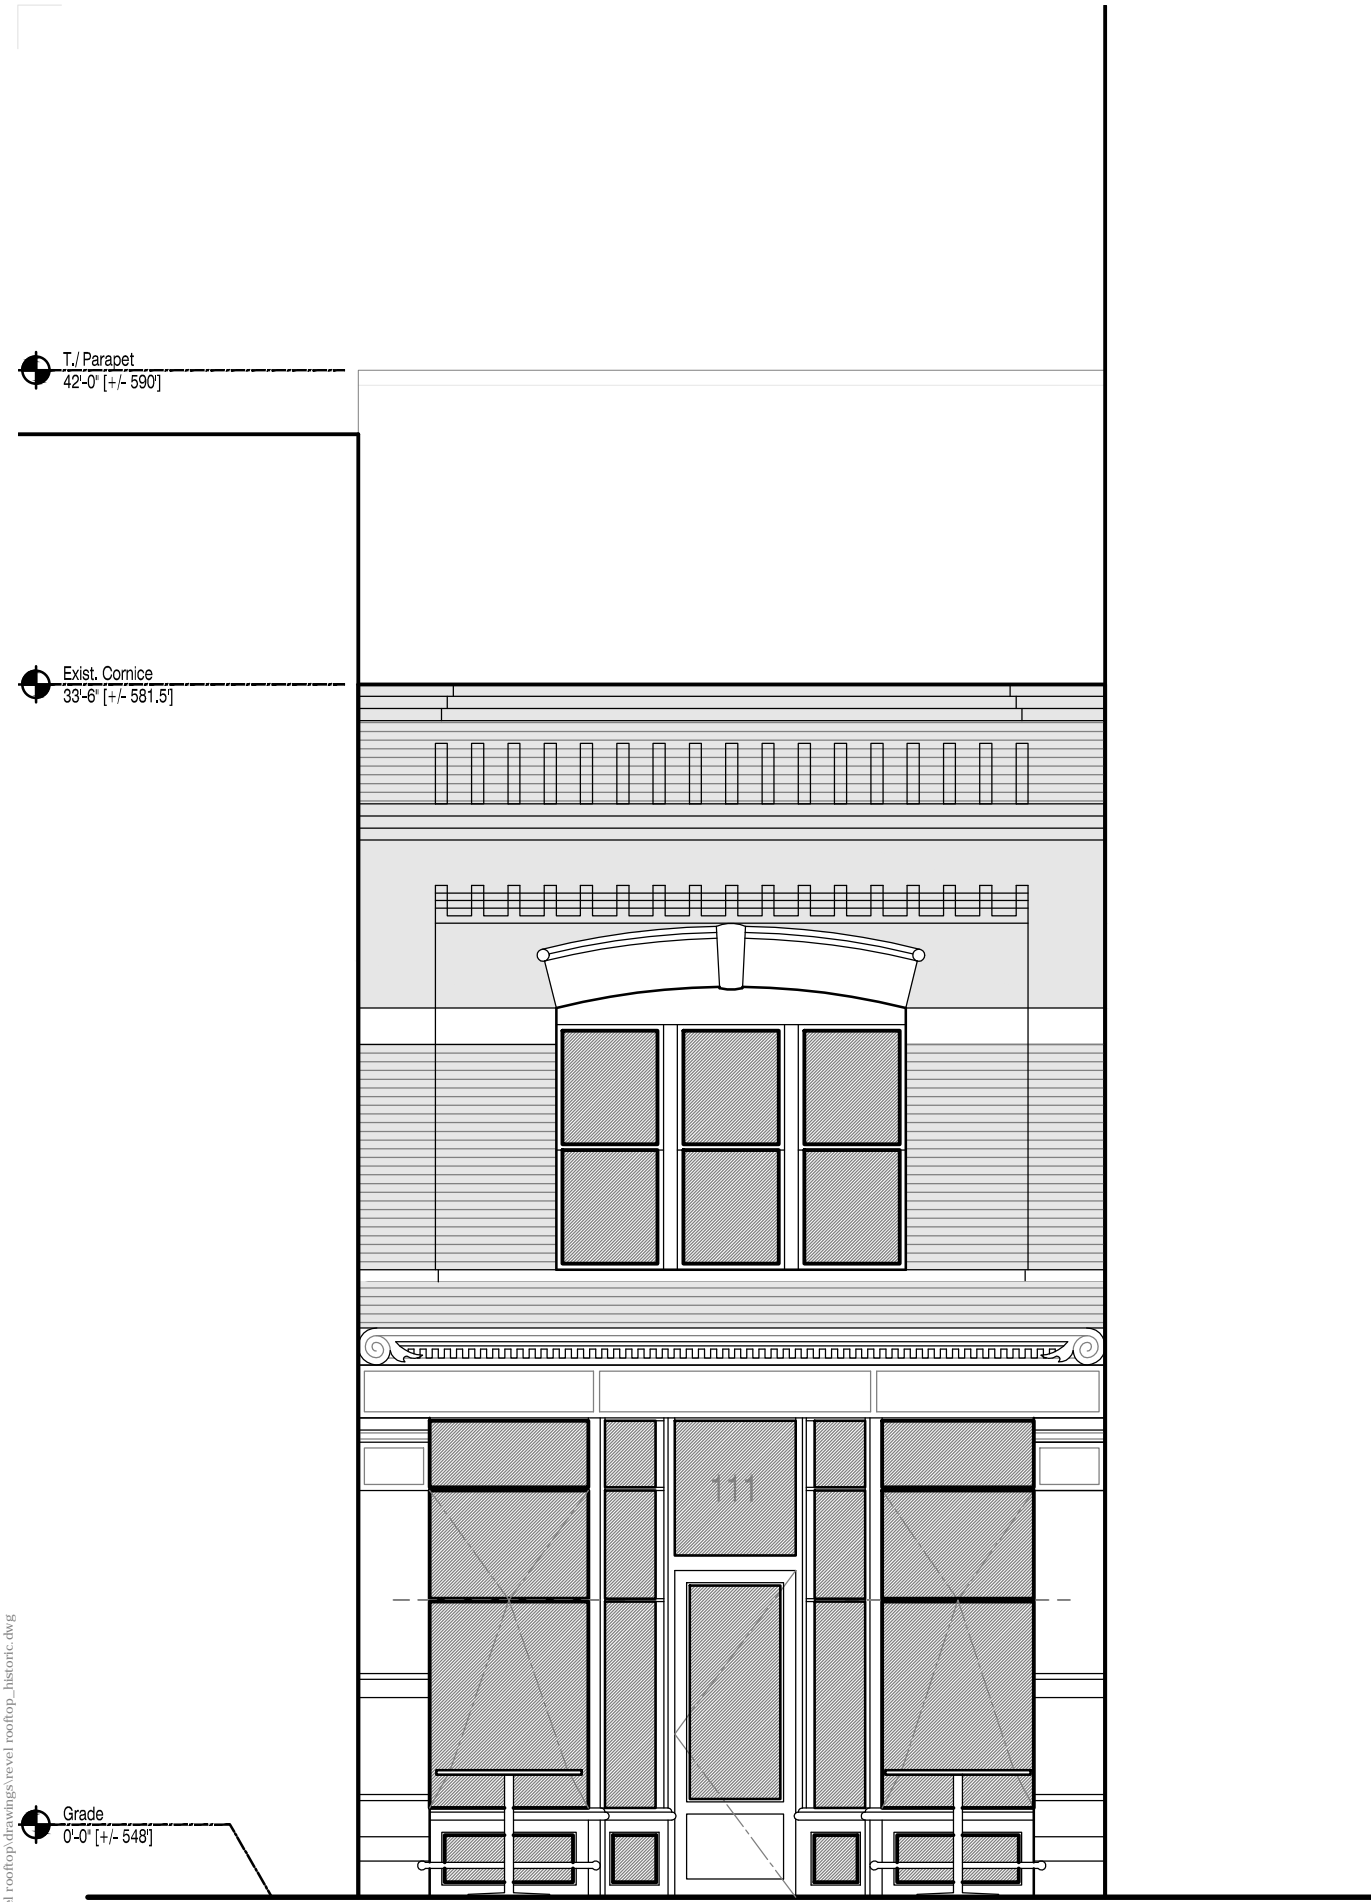 T./ Parapet
42'-0" [+/- 590']
Exist. Cornice
33'-6" [+/- 581.5']
111
Grade
0'-0" [+/- 548']
rooftop\drawings\revel rooftop_historic.dwg